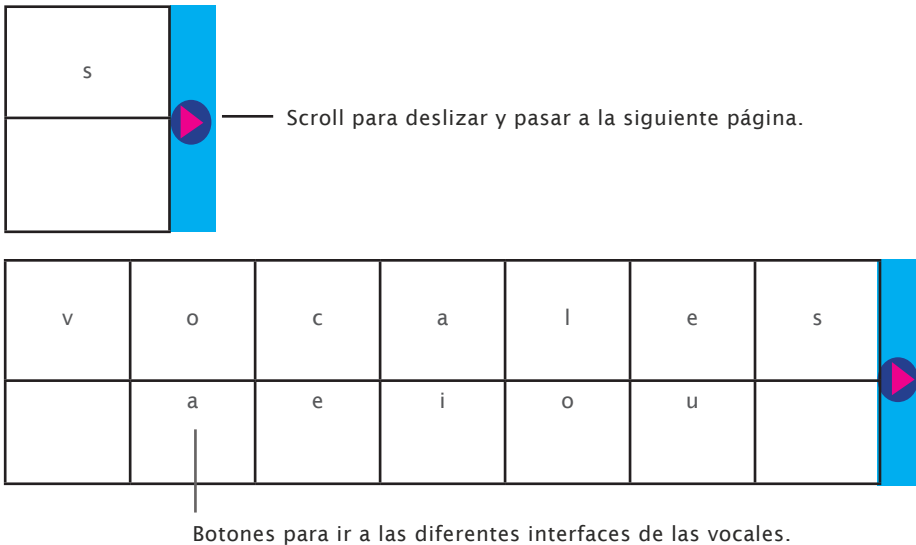 s
Scroll para deslizar y pasar a la siguiente página.
v o c a l e s
a e i o u
Botones para ir a las diferentes interfaces de las vocales.